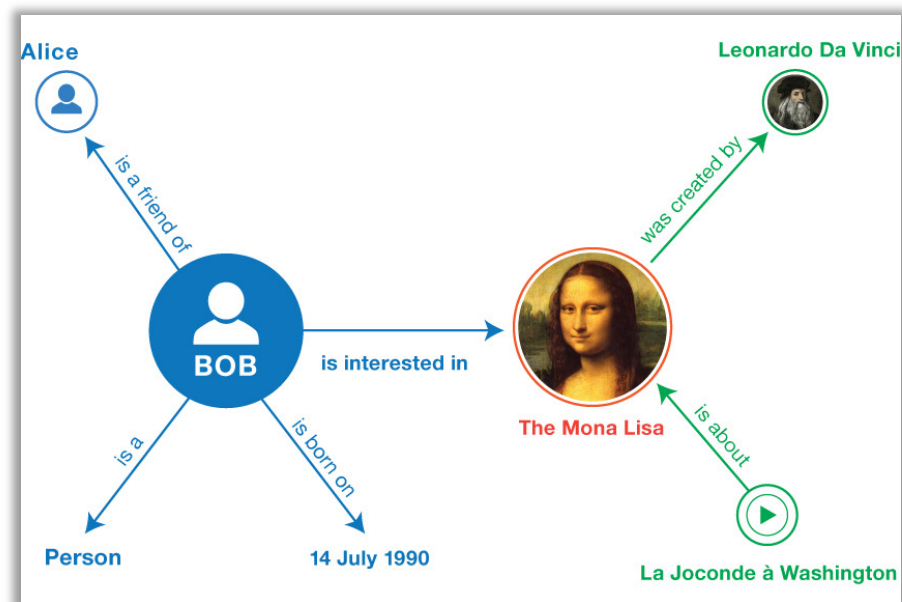 Alice
Leonardo Da Vinci
is a friend of
was created by
BOB
is interested in
The Mona Lisa
is a
is born on
is about
Person
14 July 1990
La Joconde à Washington